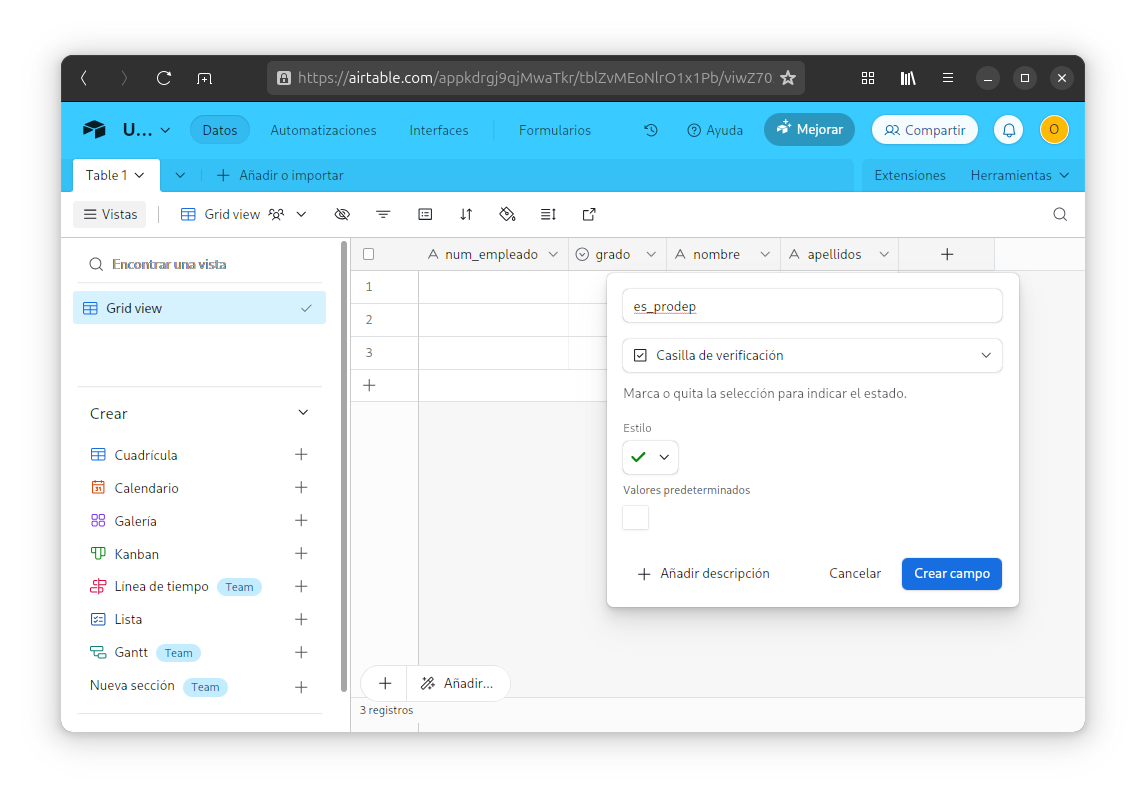 https://airtable.com/appkdrgj9qjMwaTkr/tblZvMEoNlrO1x1Pb/viwZ70
U...
Datos
Automatizaciones
Interfaces
Formularios
Ayuda
Mejorar
Compartir
O
Table 1
Añadir o importar
Extensiones
Herramientas
Vistas
Grid view
Encontrar una vista
Grid view
num_empleado
grado
nombre
apellidos
1
2
3
es_prodep
Casilla de verificación
Marca o quita la selección para indicar el estado.
Estilo
Valores predeterminados
Añadir descripción
Cancelar
Crear campo
Crear
Cuadrícula
31
Calendario
Galería
Kanban
Línea de tiempo Team
Lista
Gantt Team
Nueva sección Team
Añadir...
3 registros